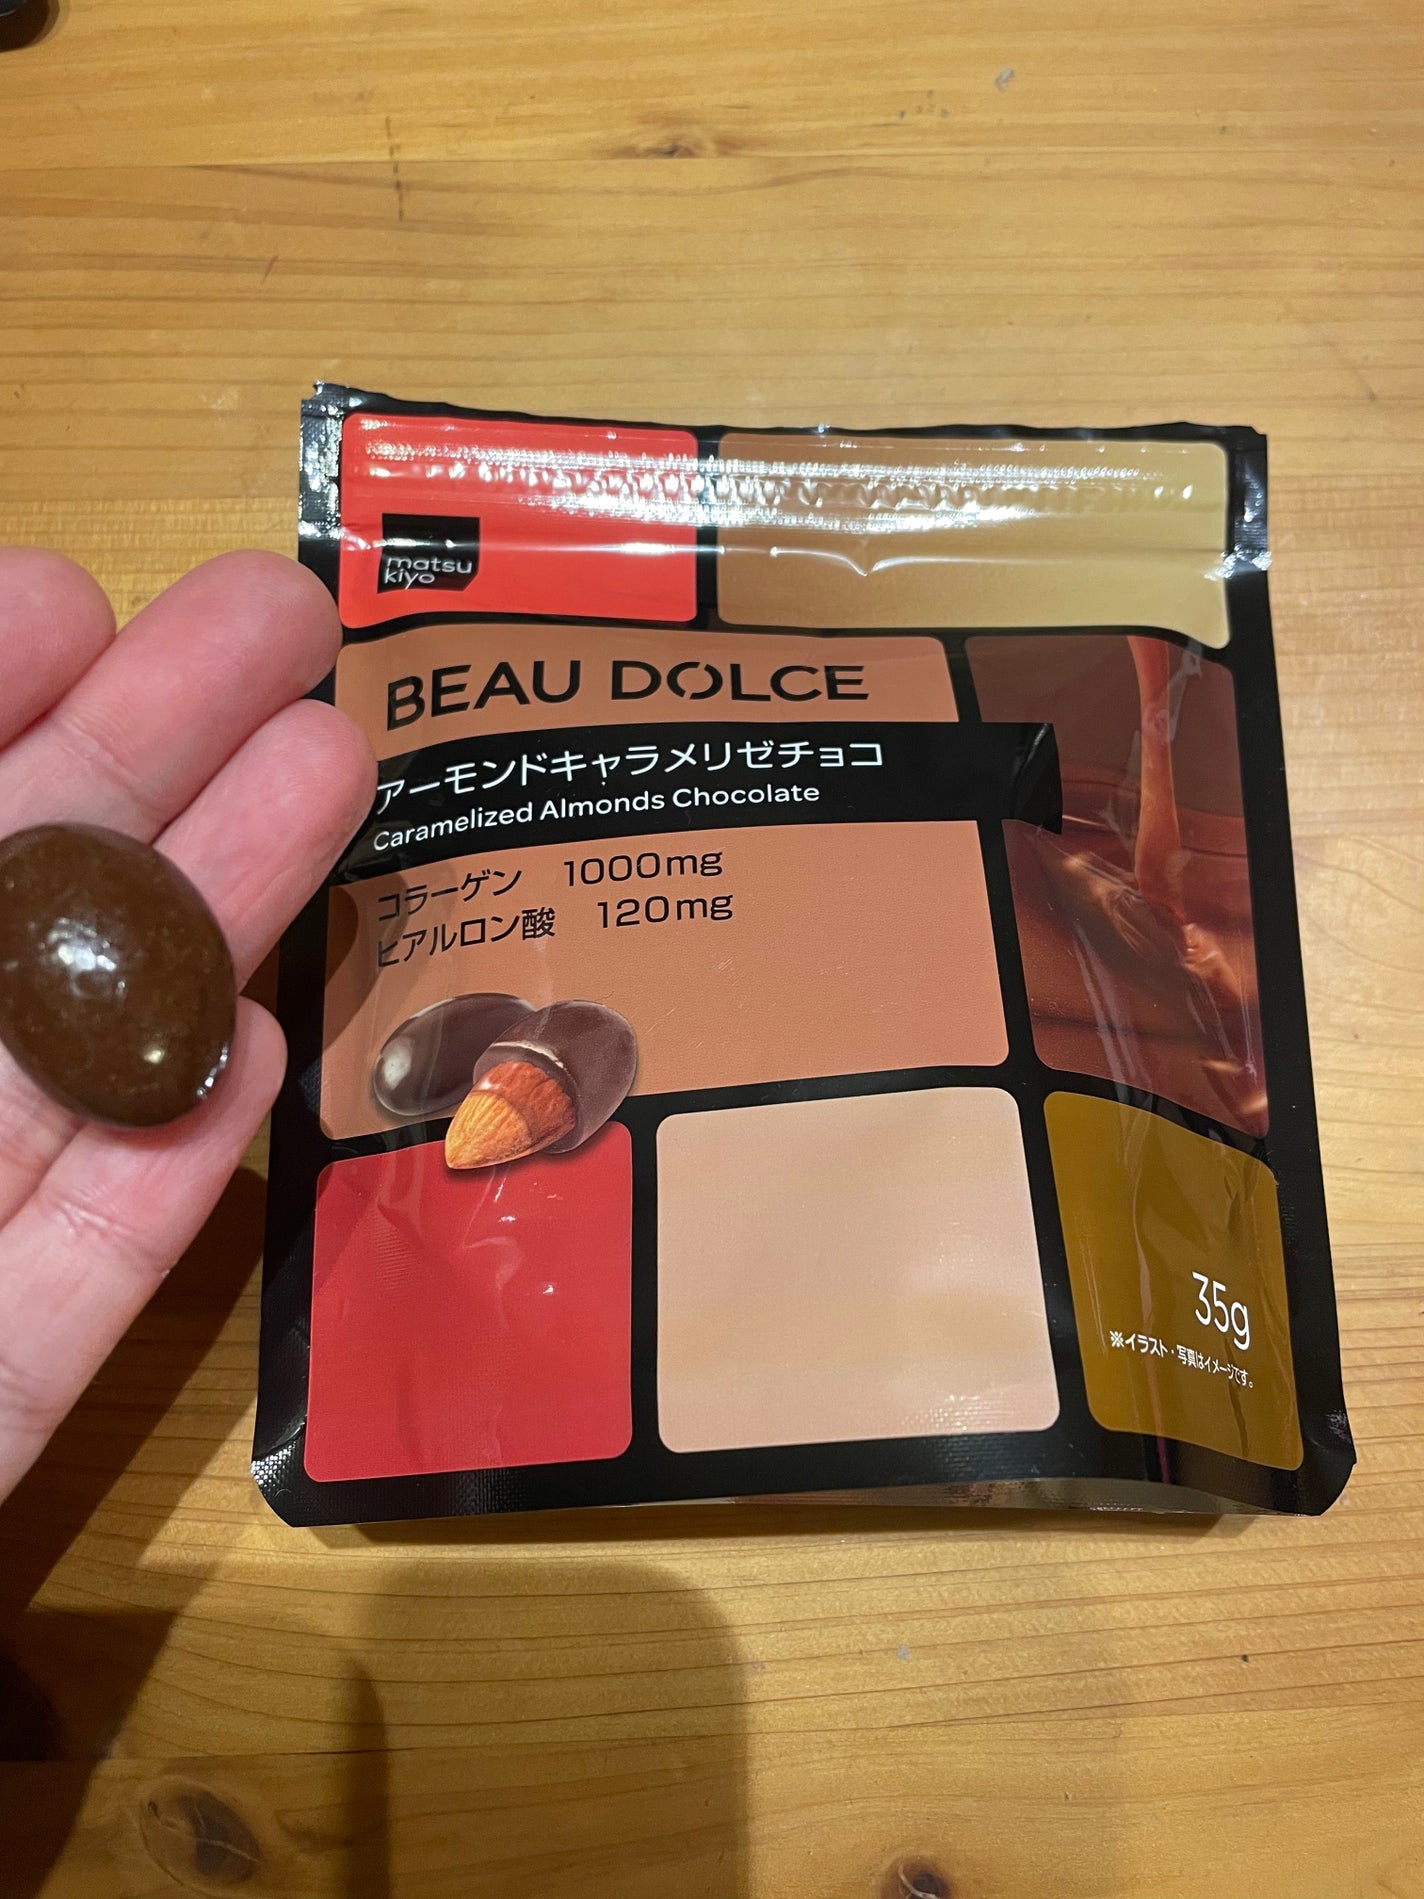 matsu
kiyo
BEAU DOLCE
アーモンドキャラメリゼチョコ
Caramelized Almonds Chocolate
コラーゲン 1000mg
ヒアルロン酸 120mg
35g
※イラスト・写真はイメージです。